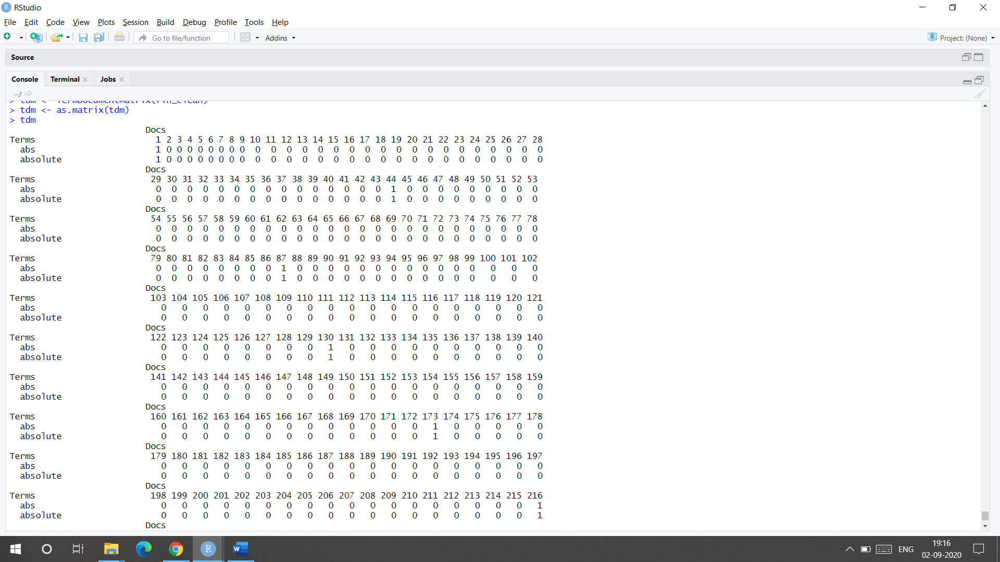 RStudio
File Edit Code View Plots Session Build Debug Profile Tools Help
Go to file/function Addins Project: (None)
Source
Console Terminal Jobs
~/
> tdm <- TermDocumentMatrix(Fin_clean)
> tdm <- as.matrix(tdm)
> tdm
Docs
Terms 1 2 3 4 5 6 7 8 9 10 11 12 13 14 15 16 17 18 19 20 21 22 23 24 25 26 27 28
abs 1 0 0 0 0 0 0 0 0 0 0 0 0 0 0 0 0 0 0 0 0 0 0 0 0 0 0 0
absolute 1 0 0 0 0 0 0 0 0 0 0 0 0 0 0 0 0 0 0 0 0 0 0 0 0 0 0 0
Docs
Terms 29 30 31 32 33 34 35 36 37 38 39 40 41 42 43 44 45 46 47 48 49 50 51 52 53
abs 0 0 0 0 0 0 0 0 0 0 0 0 0 0 0 1 0 0 0 0 0 0 0 0 0
absolute 0 0 0 0 0 0 0 0 0 0 0 0 0 0 0 1 0 0 0 0 0 0 0 0 0
Docs
Terms 54 55 56 57 58 59 60 61 62 63 64 65 66 67 68 69 70 71 72 73 74 75 76 77 78
abs 0 0 0 0 0 0 0 0 0 0 0 0 0 0 0 0 0 0 0 0 0 0 0 0 0
absolute 0 0 0 0 0 0 0 0 0 0 0 0 0 0 0 0 0 0 0 0 0 0 0 0 0
Docs
Terms 79 80 81 82 83 84 85 86 87 88 89 90 91 92 93 94 95 96 97 98 99 100 101 102
abs 0 0 0 0 0 0 0 0 1 0 0 0 0 0 0 0 0 0 0 0 0 0 0 0
absolute 0 0 0 0 0 0 0 0 1 0 0 0 0 0 0 0 0 0 0 0 0 0 0 0
Docs
Terms 103 104 105 106 107 108 109 110 111 112 113 114 115 116 117 118 119 120 121
abs 0 0 0 0 0 0 0 0 0 0 0 0 0 0 0 0 0 0 0
absolute 0 0 0 0 0 0 0 0 0 0 0 0 0 0 0 0 0 0 0
Docs
Terms 122 123 124 125 126 127 128 129 130 131 132 133 134 135 136 137 138 139 140
abs 0 0 0 0 0 0 0 0 1 0 0 0 0 0 0 0 0 0 0
absolute 0 0 0 0 0 0 0 0 1 0 0 0 0 0 0 0 0 0 0
Docs
Terms 141 142 143 144 145 146 147 148 149 150 151 152 153 154 155 156 157 158 159
abs 0 0 0 0 0 0 0 0 0 0 0 0 0 0 0 0 0 0 0
absolute 0 0 0 0 0 0 0 0 0 0 0 0 0 0 0 0 0 0 0
Docs
Terms 160 161 162 163 164 165 166 167 168 169 170 171 172 173 174 175 176 177 178
abs 0 0 0 0 0 0 0 0 0 0 0 0 0 1 0 0 0 0 0
absolute 0 0 0 0 0 0 0 0 0 0 0 0 0 1 0 0 0 0 0
Docs
Terms 179 180 181 182 183 184 185 186 187 188 189 190 191 192 193 194 195 196 197
abs 0 0 0 0 0 0 0 0 0 0 0 0 0 0 0 0 0 0 0
absolute 0 0 0 0 0 0 0 0 0 0 0 0 0 0 0 0 0 0 0
Docs
Terms 198 199 200 201 202 203 204 205 206 207 208 209 210 211 212 213 214 215 216
abs 0 0 0 0 0 0 0 0 0 0 0 0 0 0 0 0 0 0 1
absolute 0 0 0 0 0 0 0 0 0 0 0 0 0 0 0 0 0 0 1
Docs
ENG
19:16
02-09-2020